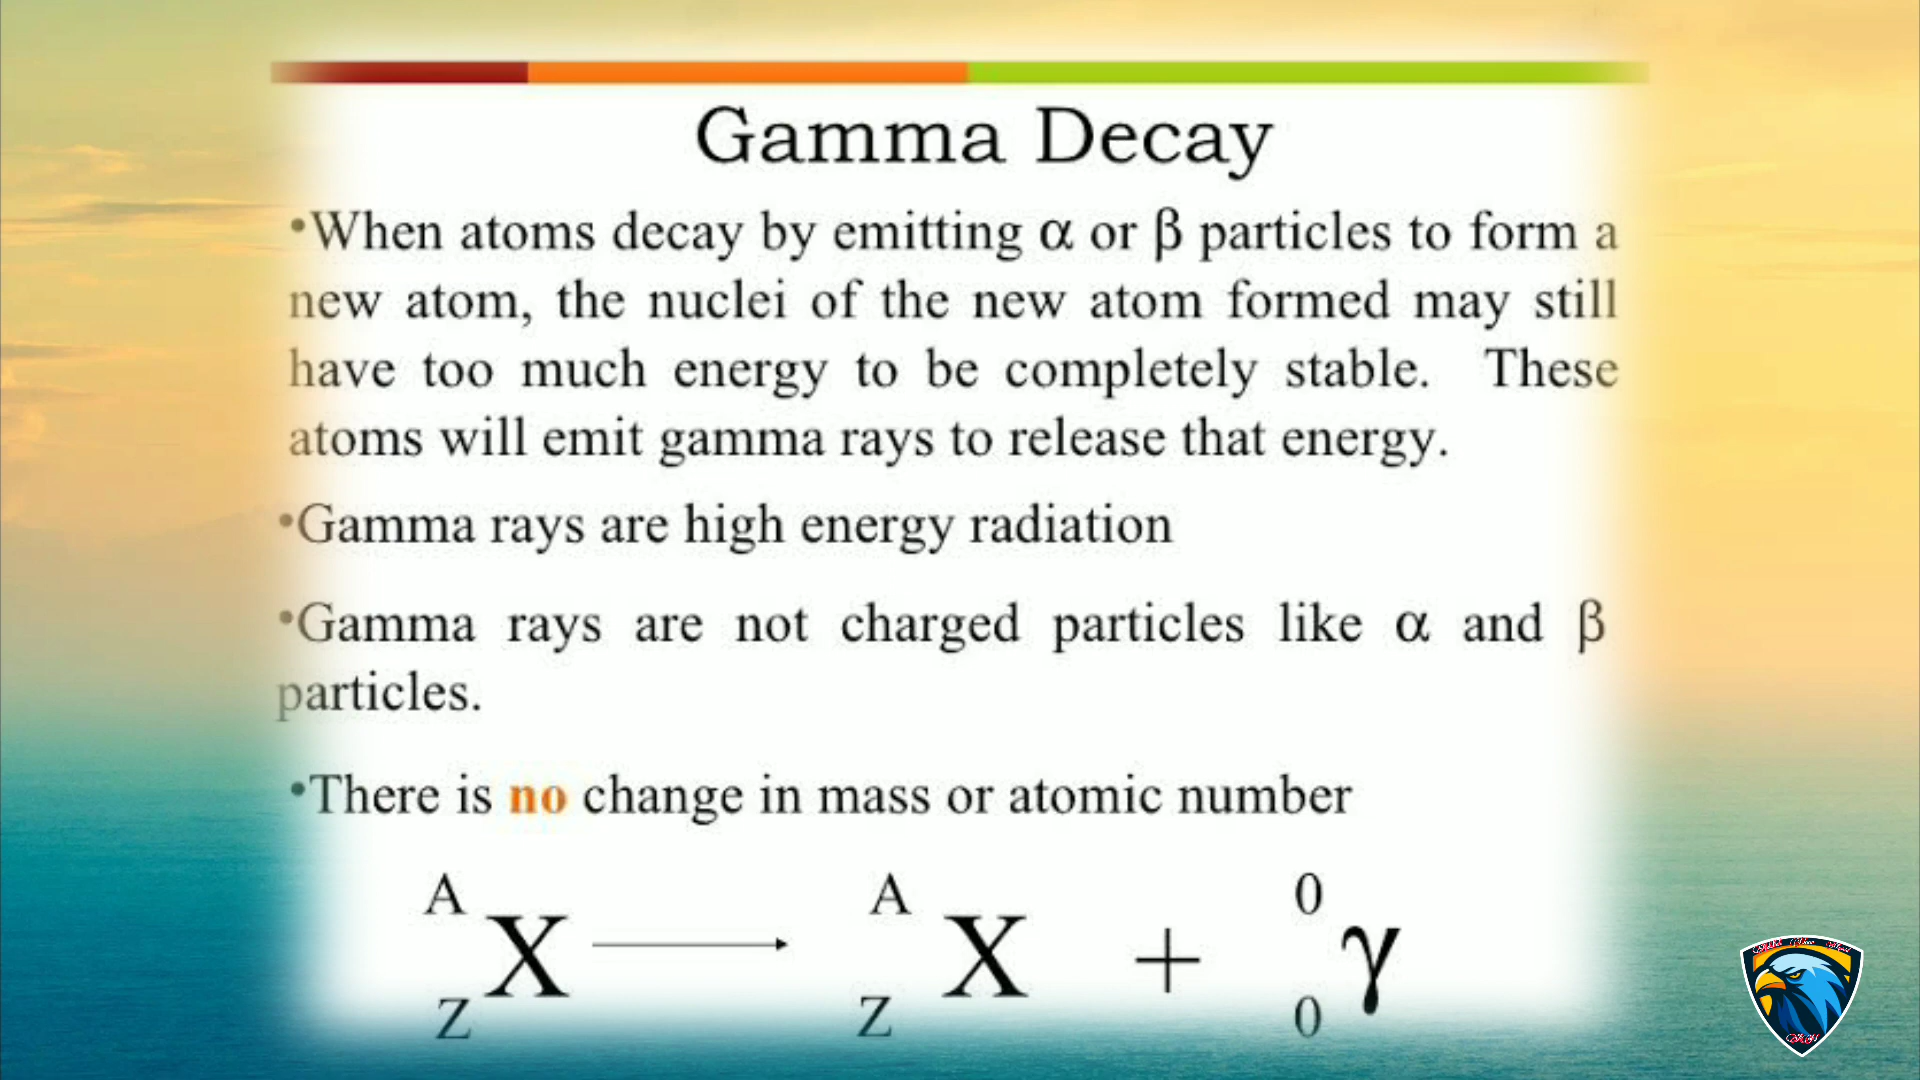 Gamma Decay
•When atoms decay by emitting α or β particles to form a
new atom, the nuclei of the new atom formed may still
have too much energy to be completely stable. These
atoms will emit gamma rays to release that energy.
•Gamma rays are high energy radiation
•Gamma rays are not charged particles like α and β
particles.
•There is no change in mass or atomic number
A A 0
X ⟶ X + γ
Z Z 0